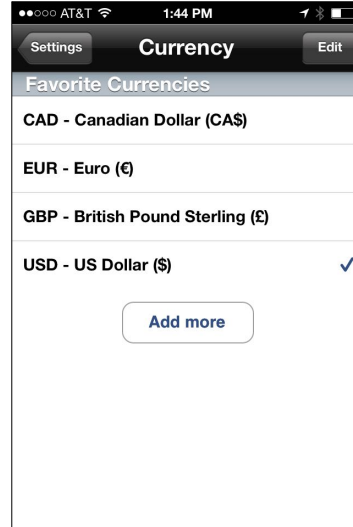 AT&T 1:44 PM
Settings Currency Edit
Favorite Currencies
CAD - Canadian Dollar (CA$)
EUR - Euro (€)
GBP - British Pound Sterling (£)
USD - US Dollar ($)
Add more